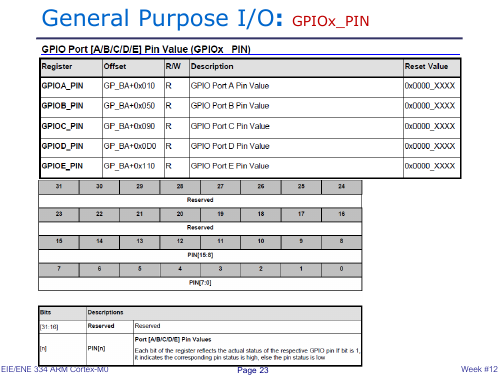 General Purpose I/O: GPIOx_PIN
GPIO Port [A/B/C/D/E] Pin Value (GPIOx_PIN)
Register Offset R/W Description Reset Value
GPIOA_PIN GP_BA+0x010 R GPIO Port A Pin Value 0x0000_XXXX
GPIOB_PIN GP_BA+0x050 R GPIO Port B Pin Value 0x0000_XXXX
GPIOC_PIN GP_BA+0x090 R GPIO Port C Pin Value 0x0000_XXXX
GPIOD_PIN GP_BA+0x0D0 R GPIO Port D Pin Value 0x0000_XXXX
GPIOE_PIN GP_BA+0x110 R GPIO Port E Pin Value 0x0000_XXXX
31 30 29 28 27 26 25 24
Reserved
23 22 21 20 19 18 17 16
Reserved
15 14 13 12 11 10 9 8
PIN[15:8]
7 6 5 4 3 2 1 0
PIN[7:0]
Bits Descriptions
[31:16] Reserved Reserved
Port [A/B/C/D/E] Pin Values
[n] PIN[n] Each bit of the register reflects the actual status of the respective GPIO pin If bit is 1,
it indicates the corresponding pin status is high, else the pin status is low
EIE/ENE 334 ARM Cortex-M0 Page 23 Week #12